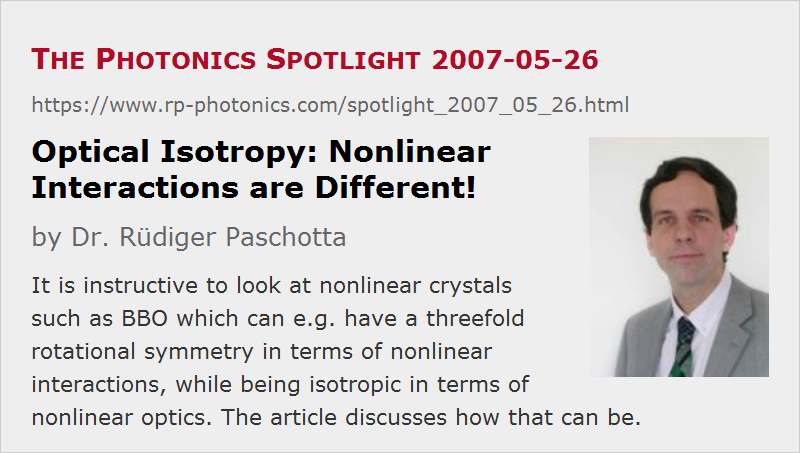 The Photonics Spotlight 2007-05-26
https://www.rp-photonics.com/spotlight_2007_05_26.html
Optical Isotropy: Nonlinear
Interactions are Different!
by Dr. Rüdiger Paschotta
It is instructive to look at nonlinear crystals
such as BBO which can e.g. have a threefold
rotational symmetry in terms of nonlinear
interactions, while being isotropic in terms of
nonlinear optics. The article discusses how that can be.